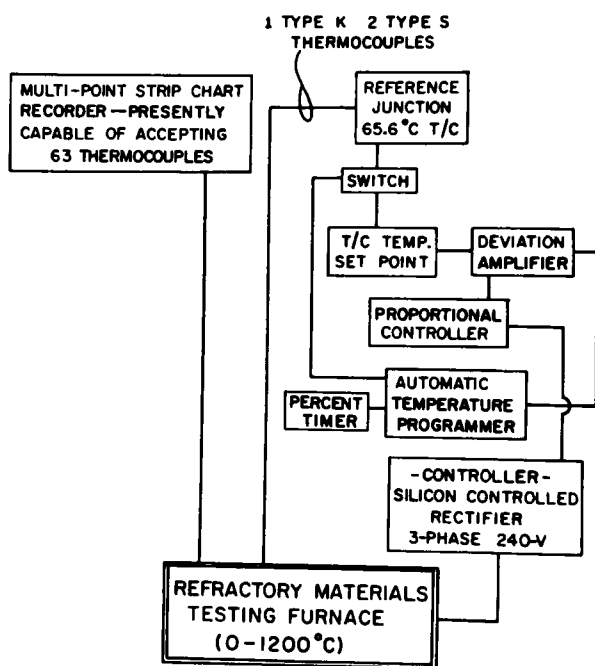 1 TYPE K 2 TYPE S
THERMOCOUPLES
MULTI-POINT STRIP CHART
RECORDER—PRESENTLY
CAPABLE OF ACCEPTING
63 THERMOCOUPLES
REFERENCE
JUNCTION
65.6°C T/C
SWITCH
T/C TEMP.
SET POINT
DEVIATION
AMPLIFIER
PROPORTIONAL
CONTROLLER
PERCENT
TIMER
AUTOMATIC
TEMPERATURE
PROGRAMMER
-CONTROLLER-
SILICON CONTROLLED
RECTIFIER
3-PHASE 240-V
REFRACTORY MATERIALS
TESTING FURNACE
(0-1200°C)